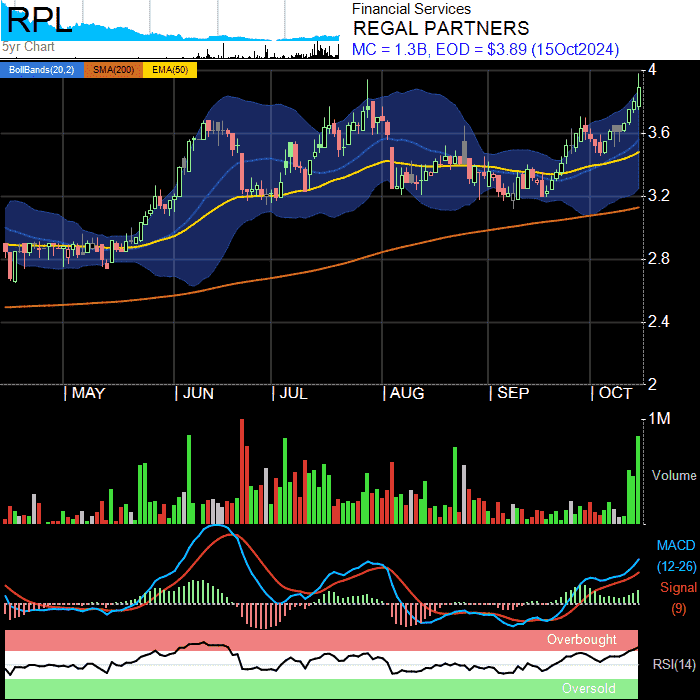 RPL
5yr Chart
Financial Services
REGAL PARTNERS
MC = 1.3B, EOD = $3.89 (15Oct2024)
BollBands(20,2) SMA(200) EMA(50)
4
3.6
3.2
2.8
2.4
2
| MAY | JUN | JUL | AUG | SEP | OCT
1M
Volume
MACD
(12-26)
Signal
(9)
Overbought
RSI(14)
Oversold